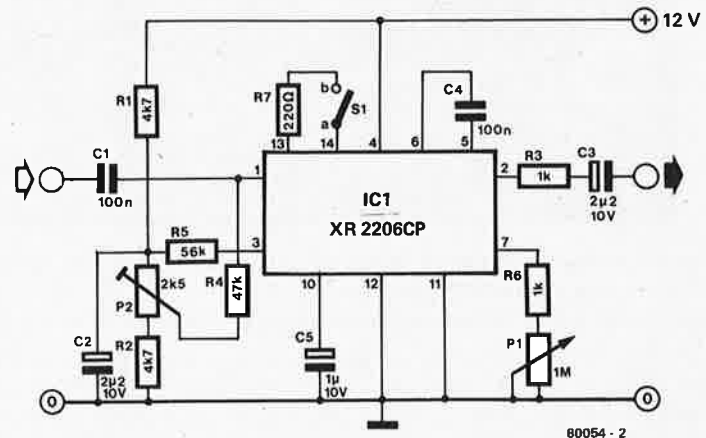 + 12 V
R1
4k7
R7
220Ω
b
S1
a
C4
100n
13
14
4
6
5
C1
100n
1
2
R3
1k
C3
2µ2
10V
IC1
XR 2206CP
R5
56k
3
7
P2
2k5
R4
47k
R6
1k
10
12
11
C2
2µ2
10V
R2
4k7
C5
1µ
10V
P1
1M
0
0
80054 - 2